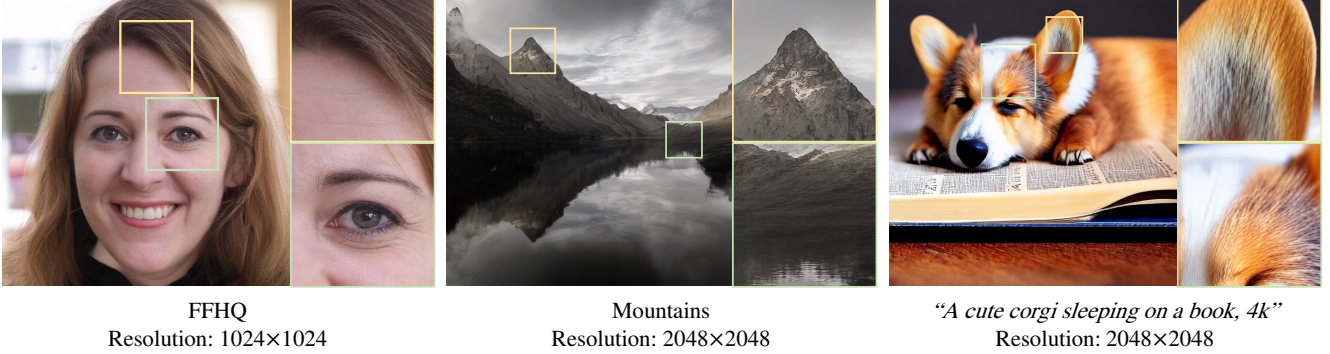 FFHQ
Resolution: 1024×1024
Mountains
Resolution: 2048×2048
“A cute corgi sleeping on a book, 4k”
Resolution: 2048×2048